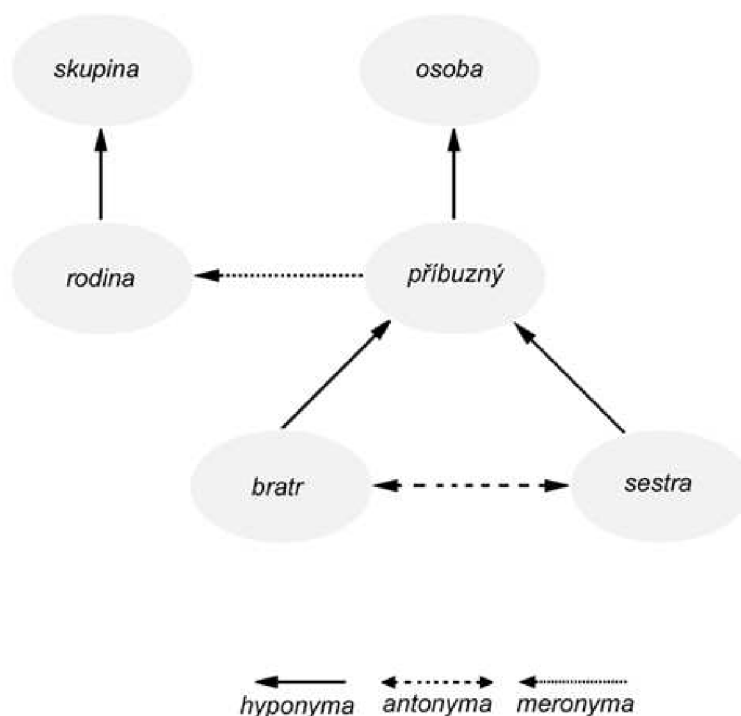 skupina
osoba
rodina
příbuzný
bratr
sestra
hyponyma
antonyma
meronyma